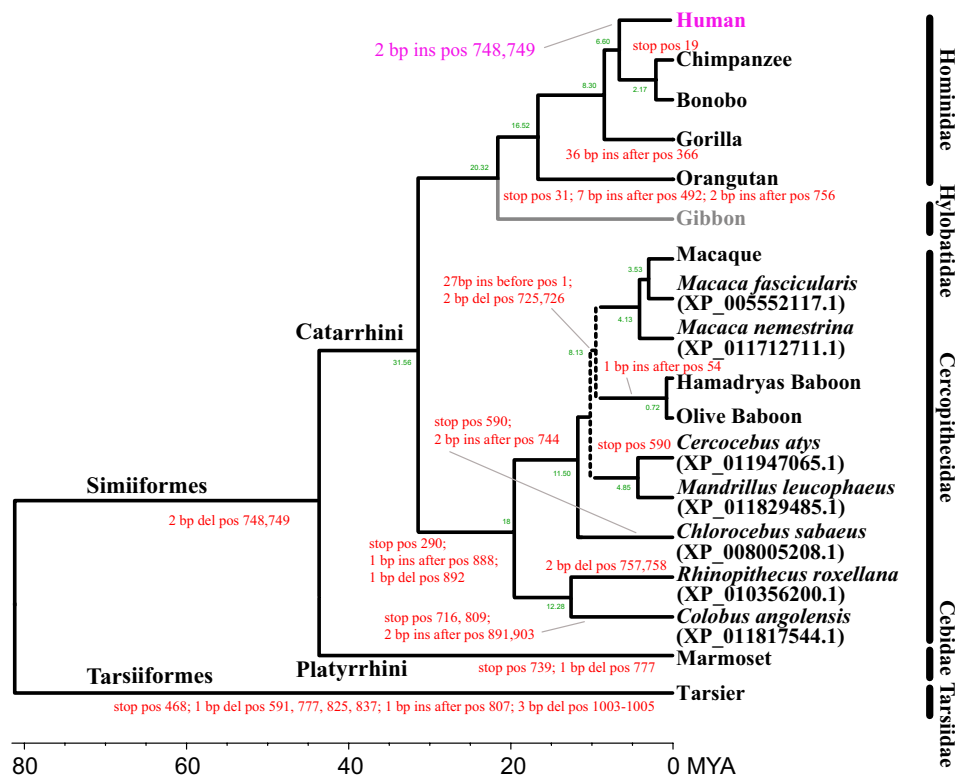 Human
2 bp ins pos 748,749
6.60
stop pos 19
Chimpanzee
2.17
Bonobo
8.30
16.52
Gorilla
36 bp ins after pos 366
20.32
Orangutan
stop pos 31; 7 bp ins after pos 492; 2 bp ins after pos 756
Gibbon
Macaque
3.53
27bp ins before pos 1;
2 bp del pos 725,726
Macaca fascicularis
(XP_005552117.1)
4.13
Macaca nemestrina
(XP_011712711.1)
Catarrhini
31.56
8.13
1 bp ins after pos 54
Hamadryas Baboon
0.72
Olive Baboon
stop pos 590;
2 bp ins after pos 744
stop pos 590
Cercocebus atys
(XP_011947065.1)
11.50
4.85
Mandrillus leucophaeus
(XP_011829485.1)
Simiiformes
2 bp del pos 748,749
18
Chlorocebus sabaeus
(XP_008005208.1)
stop pos 290;
1 bp ins after pos 888;
1 bp del pos 892
2 bp del pos 757,758
Rhinopithecus roxellana
(XP_010356200.1)
12.28
stop pos 716, 809;
2 bp ins after pos 891,903
Colobus angolensis
(XP_011817544.1)
Platyrrhini
Marmoset
stop pos 739; 1 bp del pos 777
Tarsiiformes
Tarsier
stop pos 468; 1 bp del pos 591, 777, 825, 837; 1 bp ins after pos 807; 3 bp del pos 1003-1005
80
60
40
20
0 MYA
Hominidae
Hylobatidae
Cercopithecidae
Cebidae
Tarsiidae